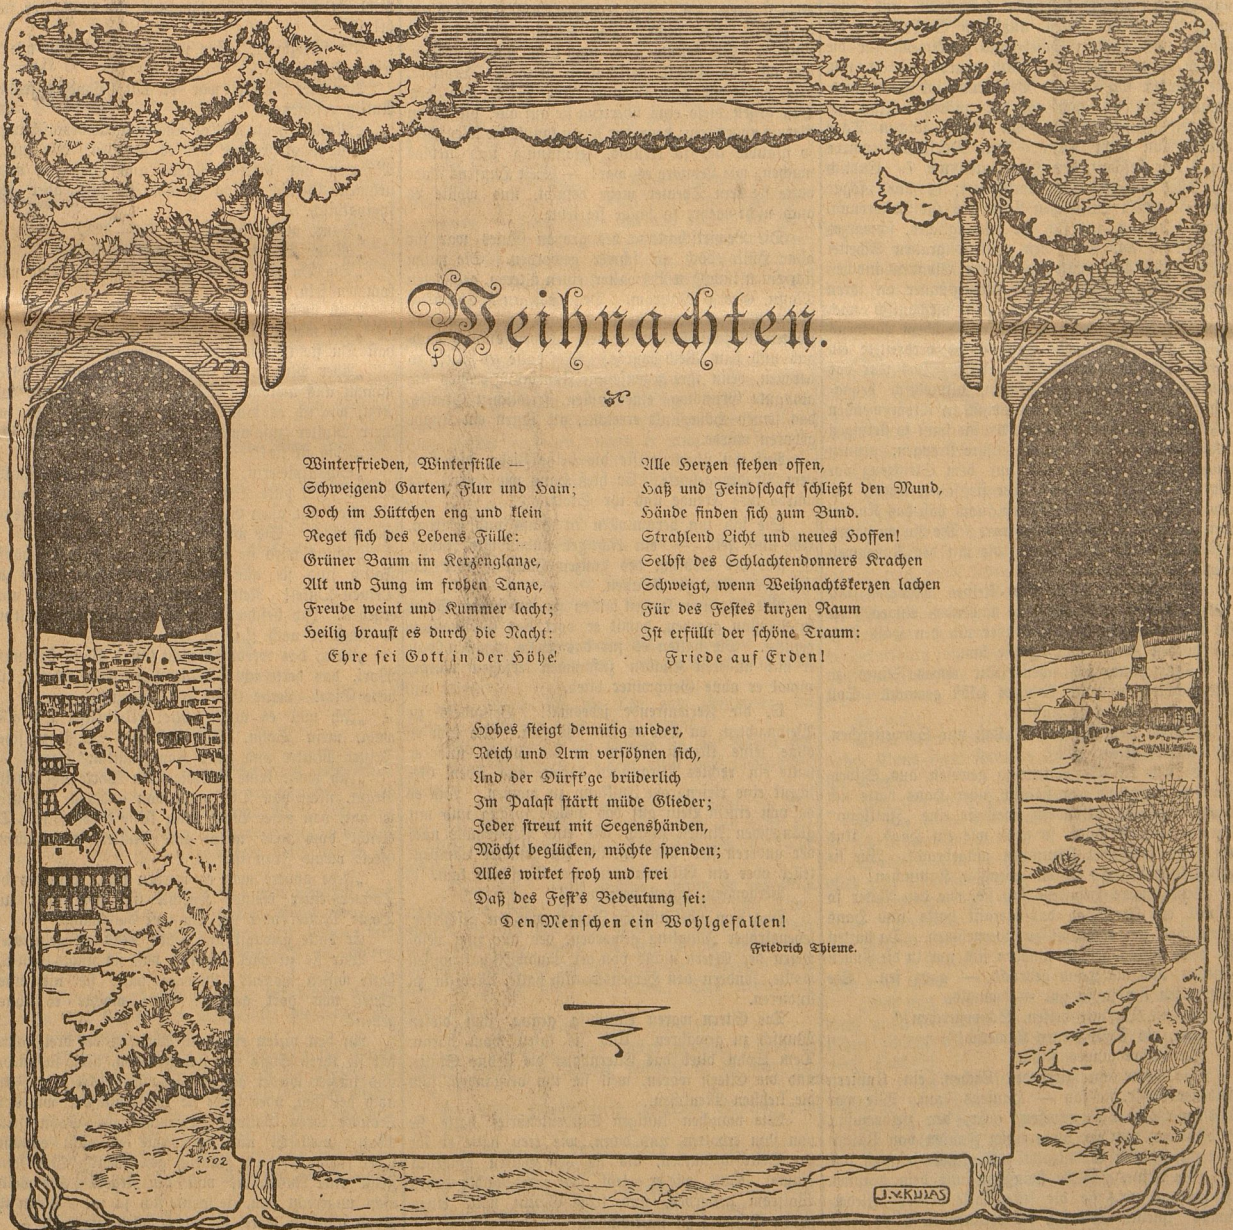 Weihnachten.
Winterfrieden, Winterstille —
Schweigend Garten, Flur und Hain;
Doch im Hüttchen eng und klein
Reget sich des Lebens Fülle:
Grüner Baum im Kerzenglanze,
Alt und Jung im frohen Tanze,
Freude weint und Kummer lacht;
Heilig braust es durch die Nacht:
Ehre sei Gott in der Höhe!
Alle Herzen stehen offen,
Haß und Feindschaft schließt den Mund,
Hände finden sich zum Bund.
Strahlend Licht und neues Hoffen!
Selbst des Schlachtendonners Krachen
Schweigt, wenn Weihnachtskerzen lachen
Für des Festes kurzen Raum
Ist erfüllt der schöne Traum:
Friede auf Erden!
Hohes steigt demütig nieder,
Reich und Arm versöhnen sich,
Und der Dürft'ge brüderlich
Im Palast stärkt müde Glieder;
Jeder streut mit Segenshänden,
Möcht beglücken, möchte spenden;
Alles wirket froh und frei
Daß des Fest's Bedeutung sei:
Den Menschen ein Wohlgefallen!
Friedrich Thieme.
2502